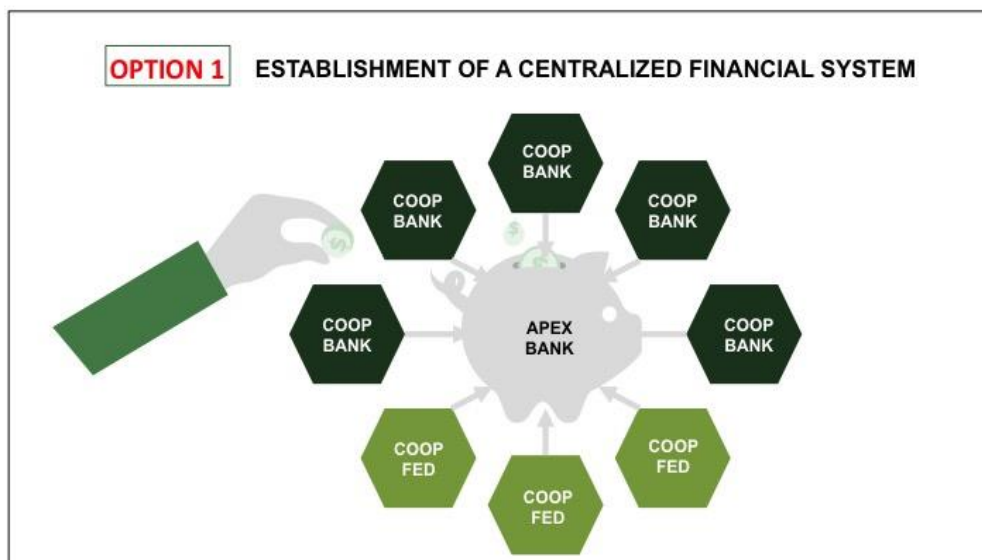 OPTION 1 ESTABLISHMENT OF A CENTRALIZED FINANCIAL SYSTEM
COOP
BANK
COOP
BANK
COOP
BANK
$
$
$
COOP
BANK
APEX
BANK
COOP
BANK
COOP
FED
COOP
FED
COOP
FED